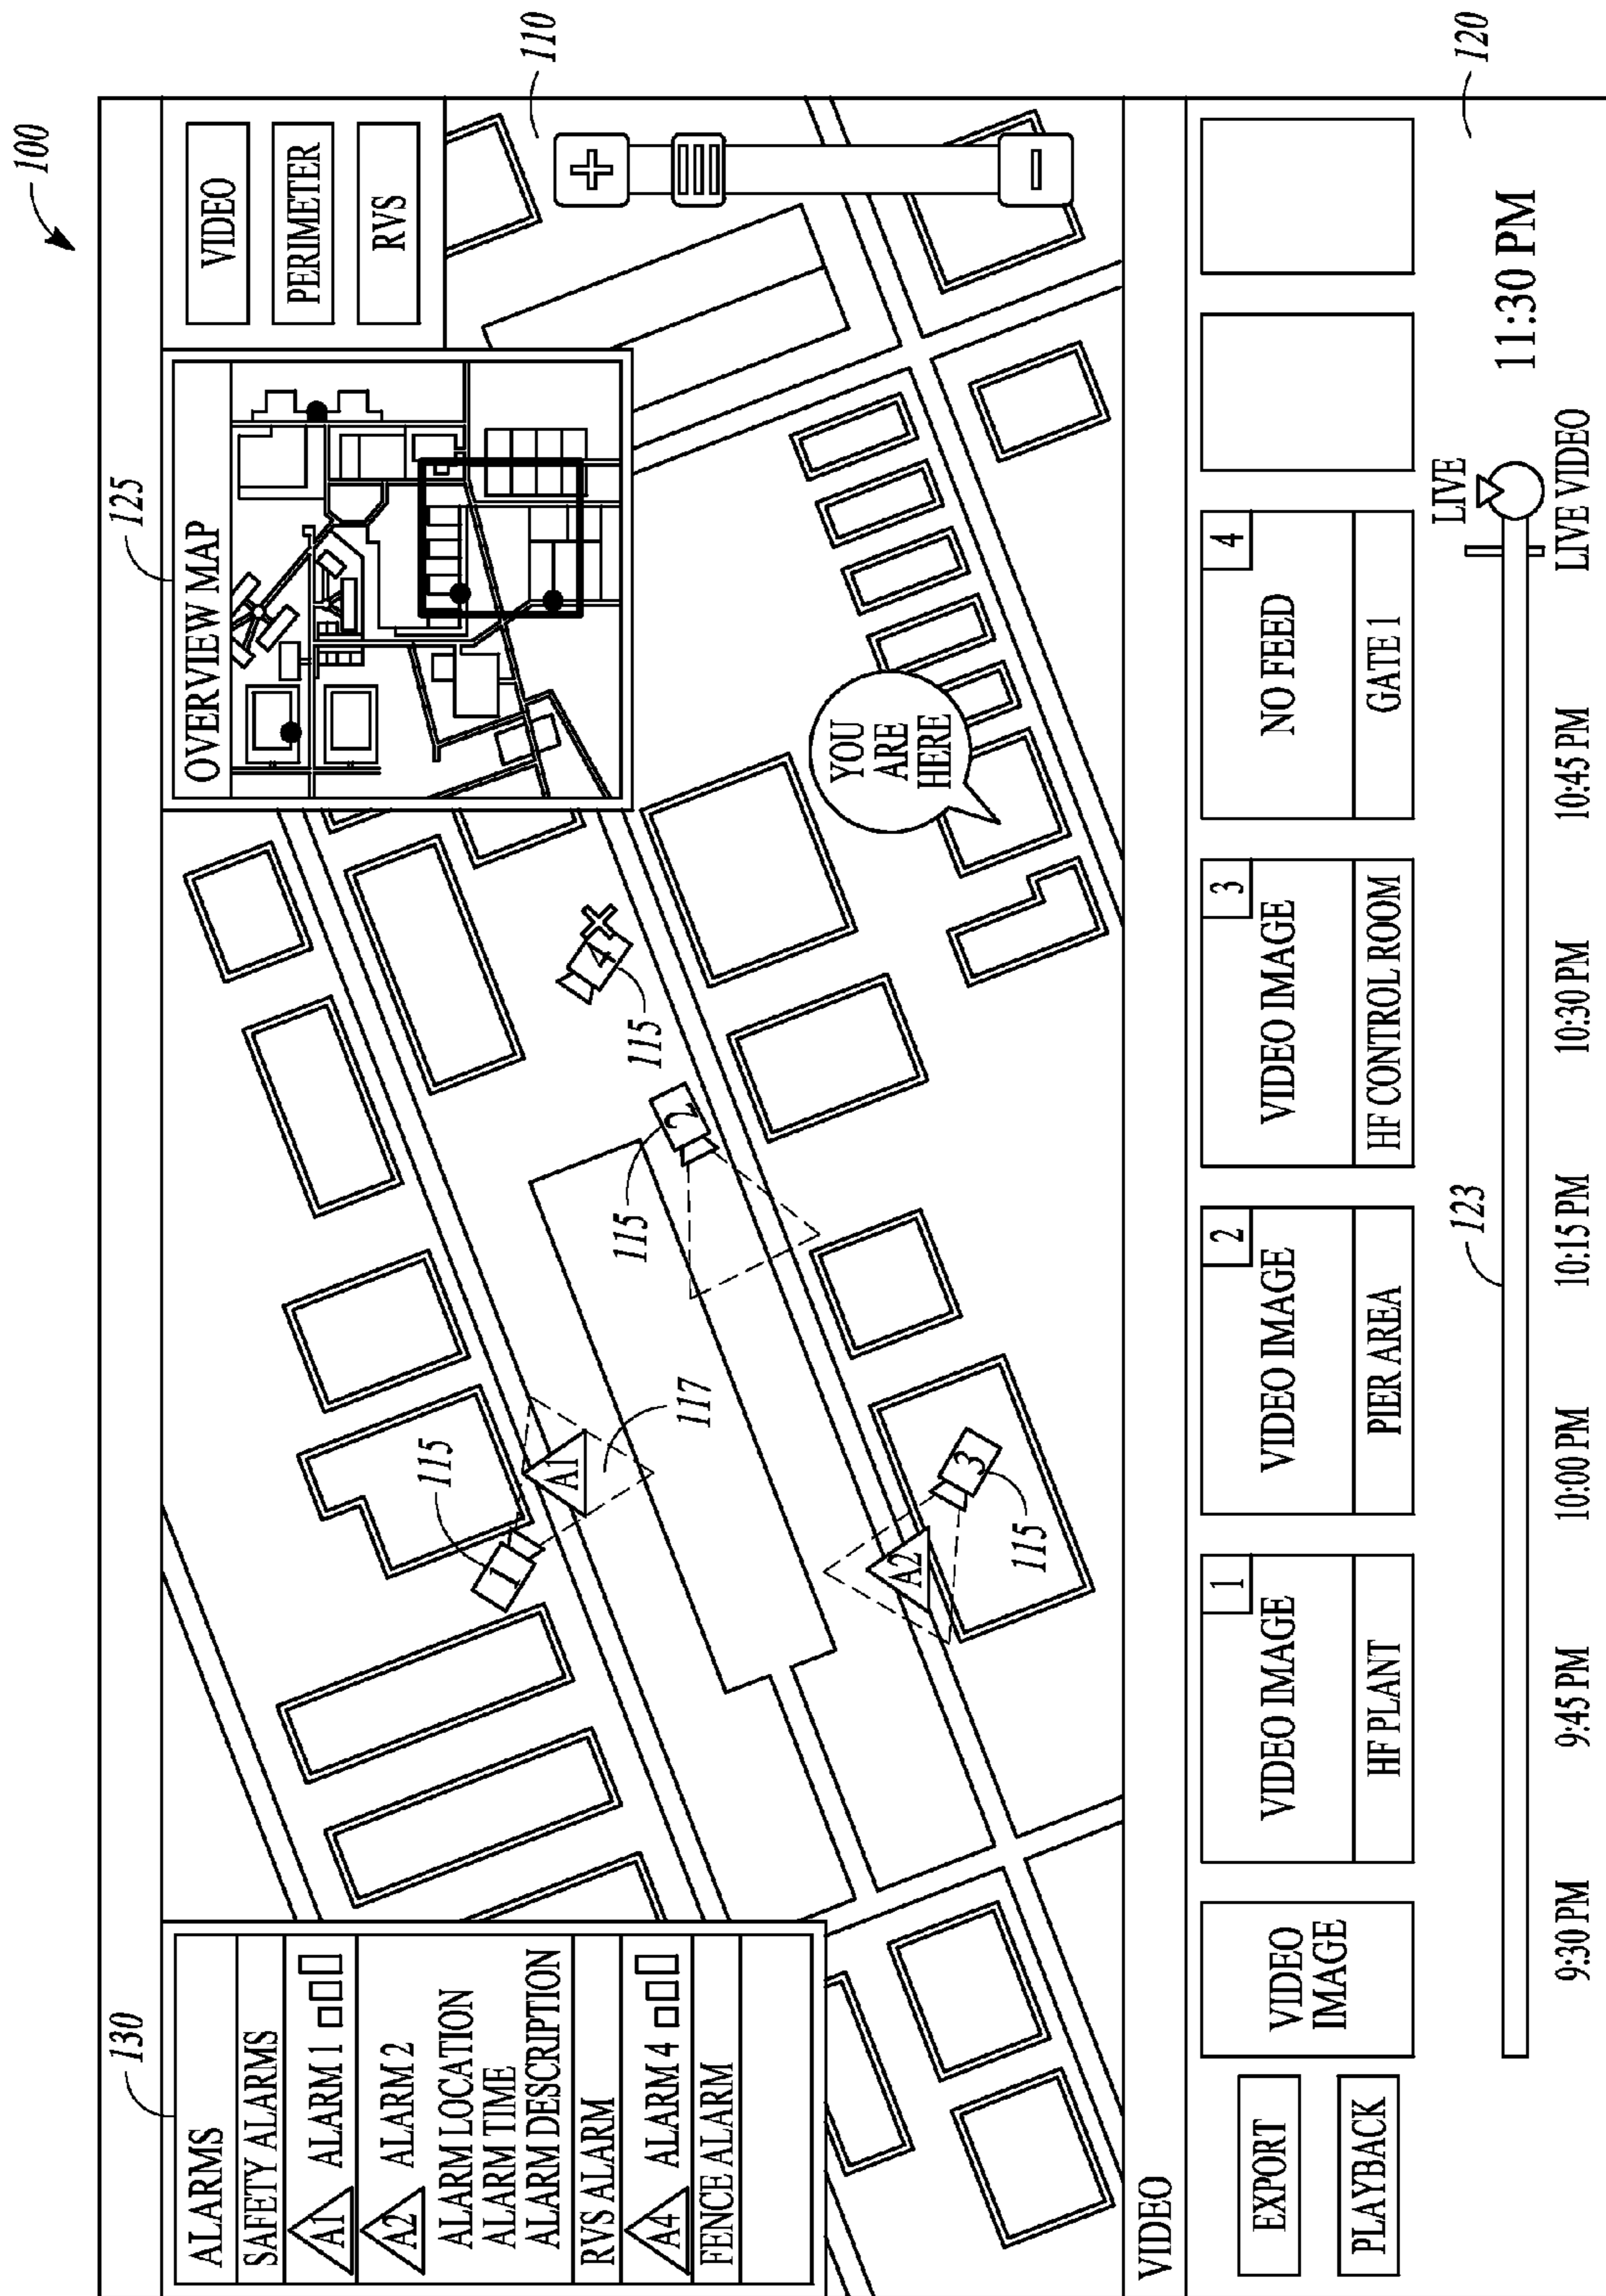 100
130
ALARMS
SAFETY ALARMS
A1 ALARM 1
A2 ALARM 2
ALARM LOCATION
ALARM TIME
ALARM DESCRIPTION
RVS ALARM
A4 ALARM 4
FENCE ALARM
125
OVERVIEW MAP
VIDEO
PERIMETER
RVS
110
+
−
115
1
A1
117
115
2
115
4
A2
3
115
YOU
ARE
HERE
VIDEO
EXPORT
PLAYBACK
VIDEO
IMAGE
1
VIDEO IMAGE
HF PLANT
2
VIDEO IMAGE
PIER AREA
3
VIDEO IMAGE
HF CONTROL ROOM
4
NO FEED
GATE 1
120
123
LIVE
11:30 PM
9:30 PM
9:45 PM
10:00 PM
10:15 PM
10:30 PM
10:45 PM
LIVE VIDEO